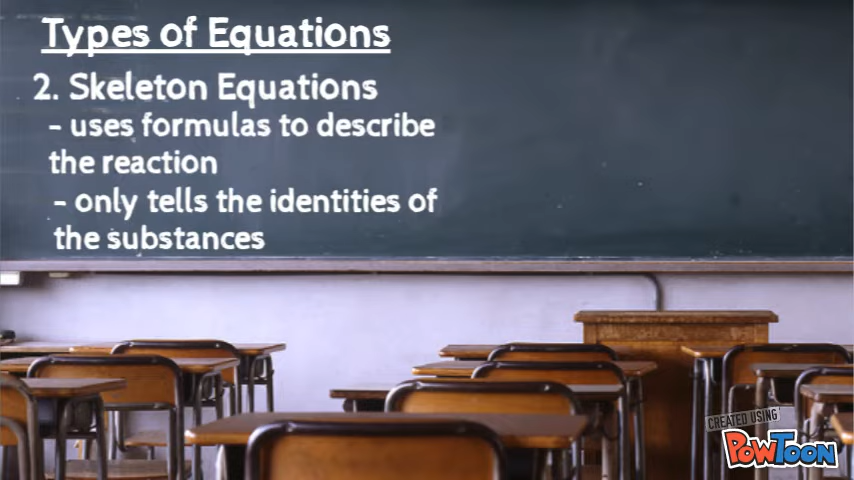 Types of Equations
2. Skeleton Equations
- uses formulas to describe
the reaction
- only tells the identities of
the substances
CREATED USING
POWTOON